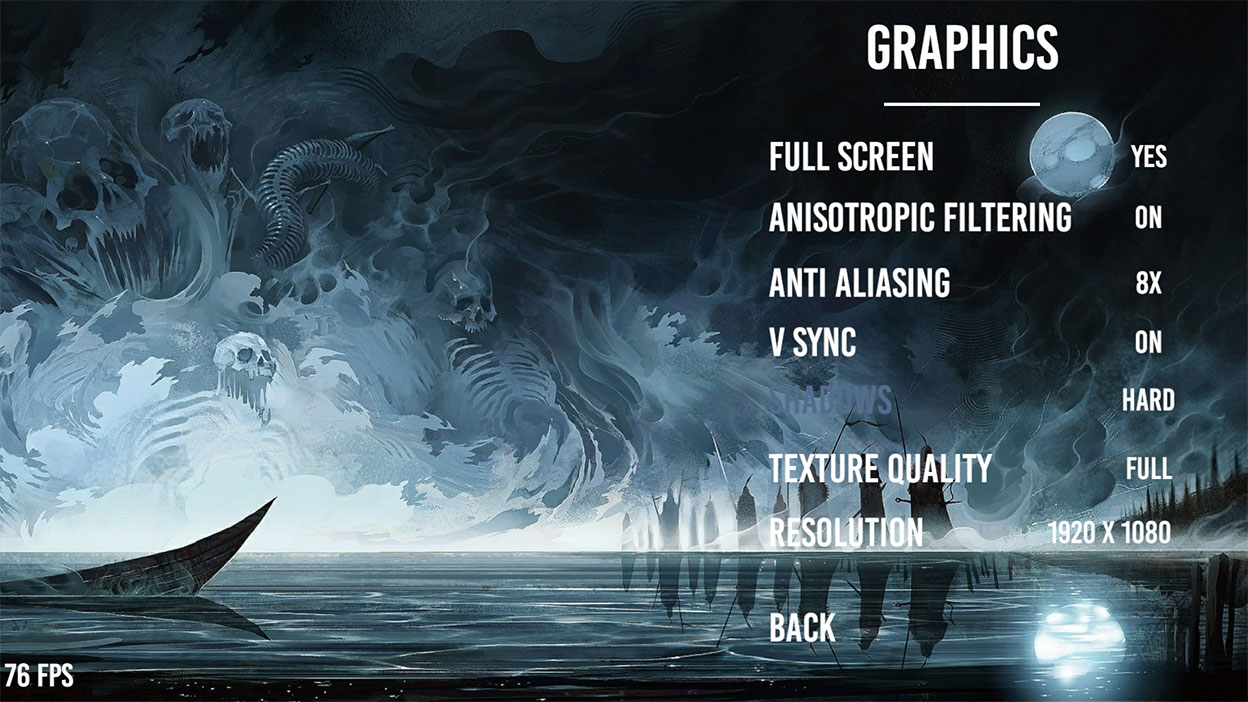 GRAPHICS
FULL SCREEN YES
ANISOTROPIC FILTERING ON
ANTI ALIASING 8X
V SYNC ON
SHADOWS HARD
TEXTURE QUALITY FULL
RESOLUTION 1920 X 1080
BACK
76 FPS